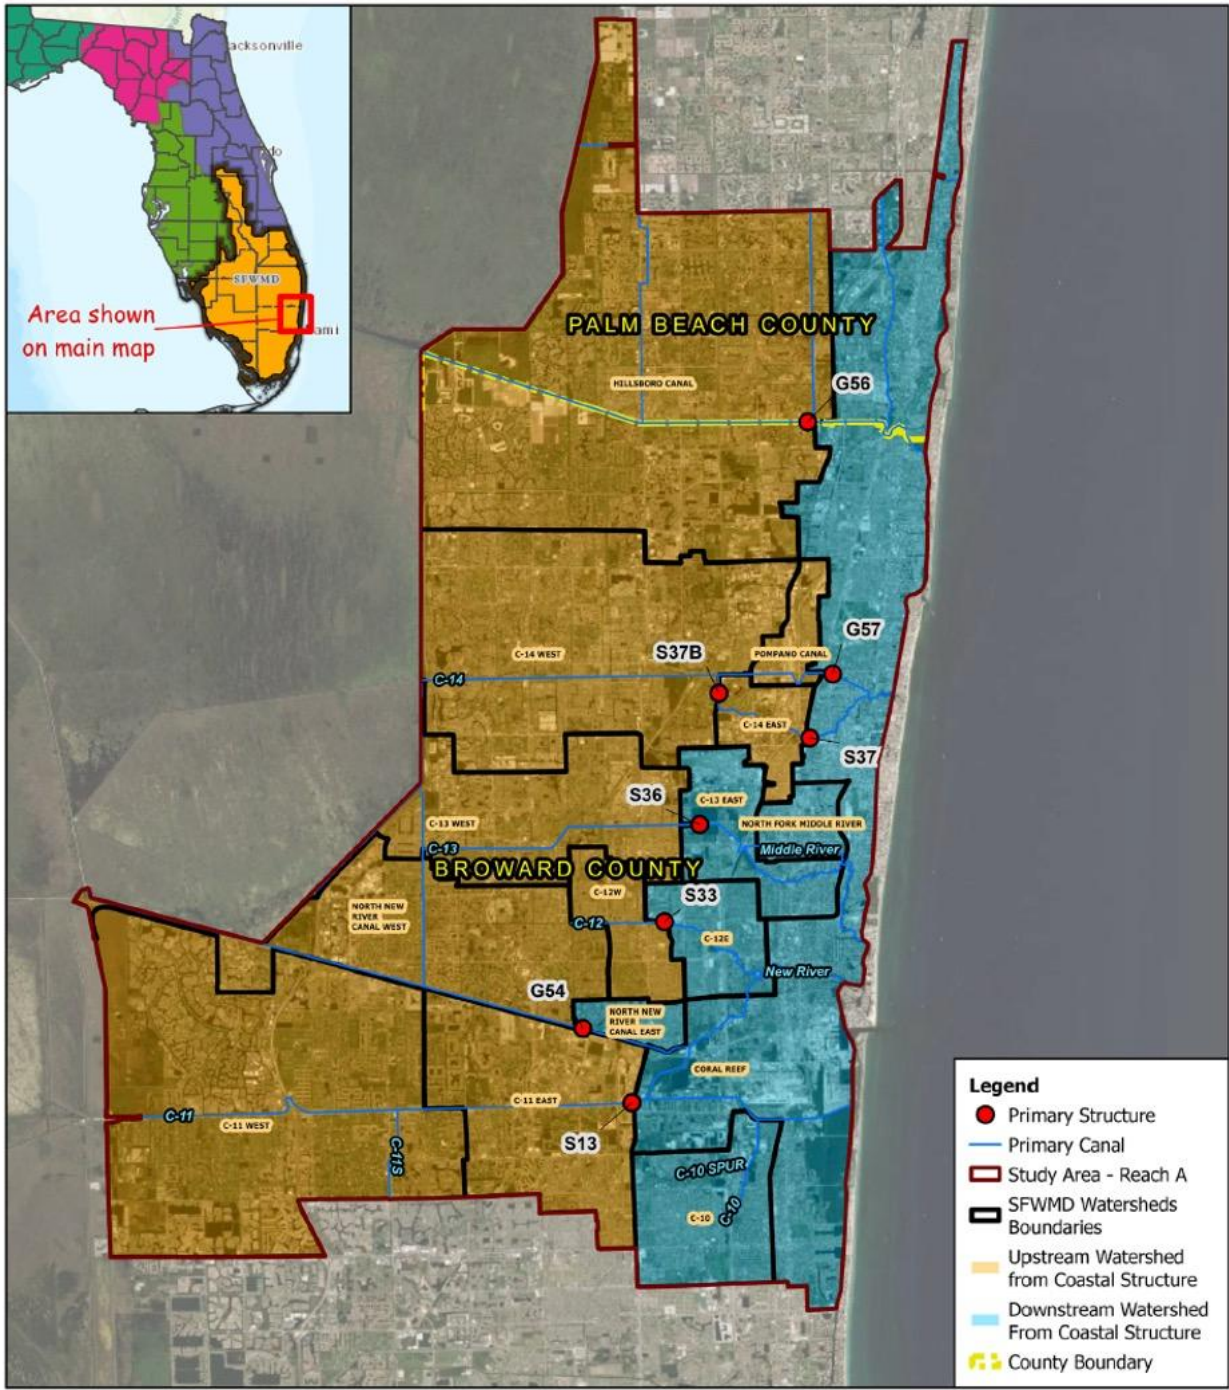 acksonville
do
SFWMD
ami
Area shown
on main map
PALM BEACH COUNTY
HILLSBORO CANAL
G56
G57
S37B
C-14 WEST
POMPANO CANAL
C-14
C-14 EAST
S37
S36
C-13 EAST
C-13 WEST
NORTH FORK MIDDLE RIVER
C-13
Middle River
BROWARD COUNTY
C-12W
S33
NORTH NEW
RIVER
CANAL WEST
C-12
C-12E
New River
G54
NORTH NEW
RIVER
CANAL EAST
CORAL REEF
C-11 EAST
C-11
C-11 WEST
S13
C-11S
C-10 SPUR
C-10
C-10
Legend
Primary Structure
Primary Canal
Study Area - Reach A
SFWMD Watersheds
Boundaries
Upstream Watershed
from Coastal Structure
Downstream Watershed
From Coastal Structure
County Boundary